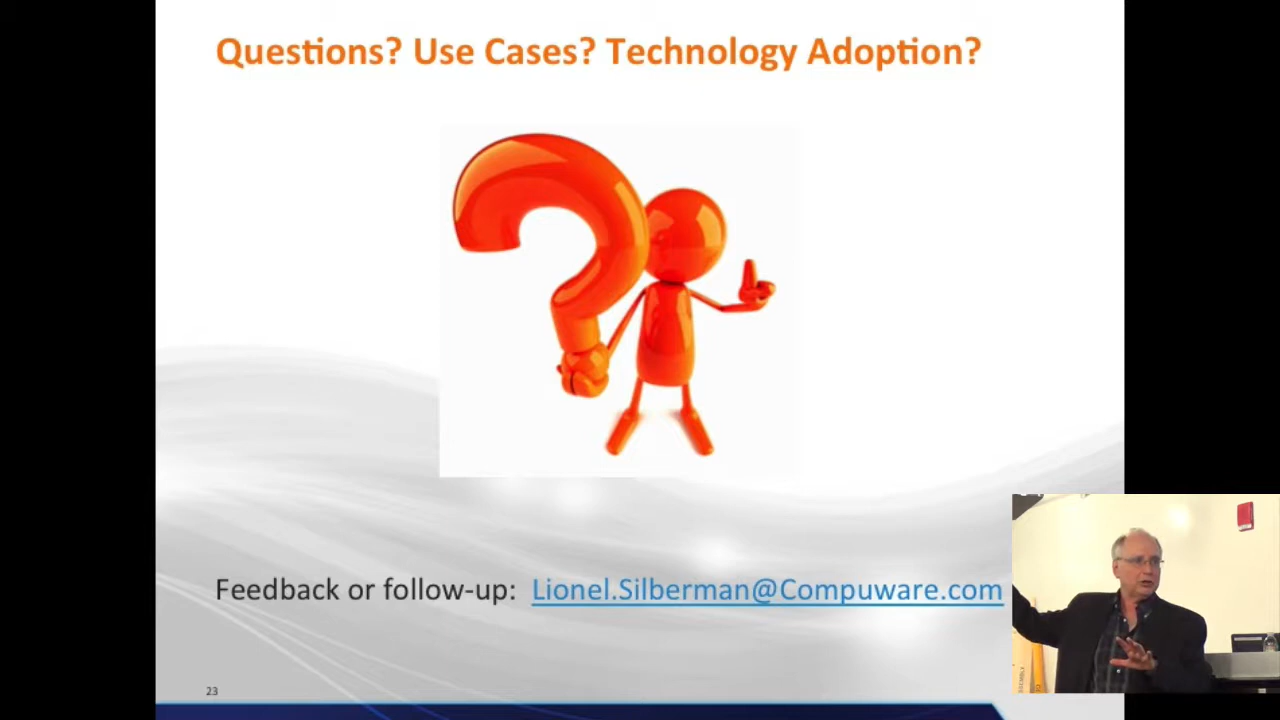 Questions? Use Cases? Technology Adoption?
Feedback or follow-up: Lionel.Silberman@Compuware.com
23